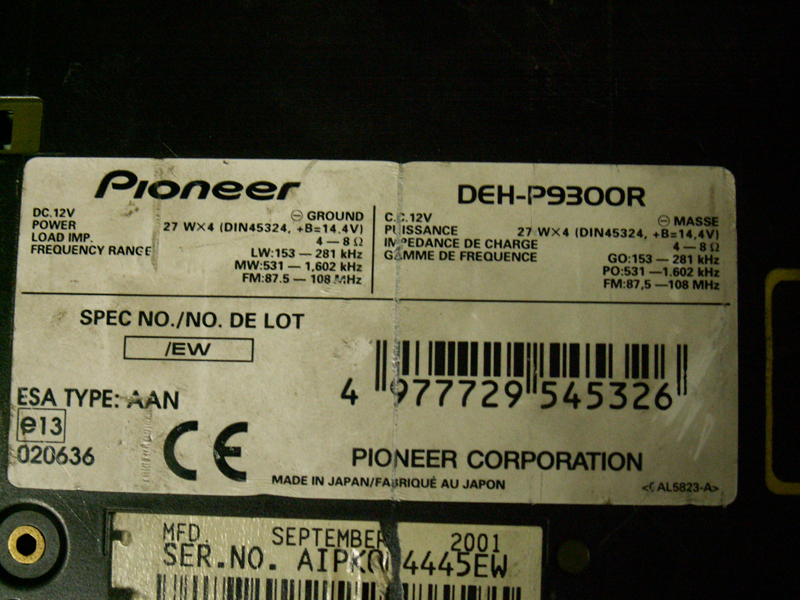 Pioneer
DEH-P9300R
DC.12V ⊖ GROUND
POWER 27 W×4 (DIN45324, +B=14.4V)
LOAD IMP. 4 — 8 Ω
FREQUENCY RANGE LW:153 — 281 kHz
MW:531 — 1,602 kHz
FM:87.5 — 108 MHz
C.C.12V ⊖ MASSE
PUISSANCE 27 W×4 (DIN45324, +B=14,4V)
IMPEDANCE DE CHARGE 4 — 8 Ω
GAMME DE FREQUENCE GO:153 — 281 kHz
PO:531 — 1.602 kHz
FM:87,5 — 108 MHz
SPEC NO./NO. DE LOT
/EW
4 977729 545326
ESA TYPE: AAN
e13
020636
CE
PIONEER CORPORATION
MADE IN JAPAN/FABRIQUÉ AU JAPON
AL5823-A>
MFD. SEPTEMBER 2001
SER.NO. 4445EW